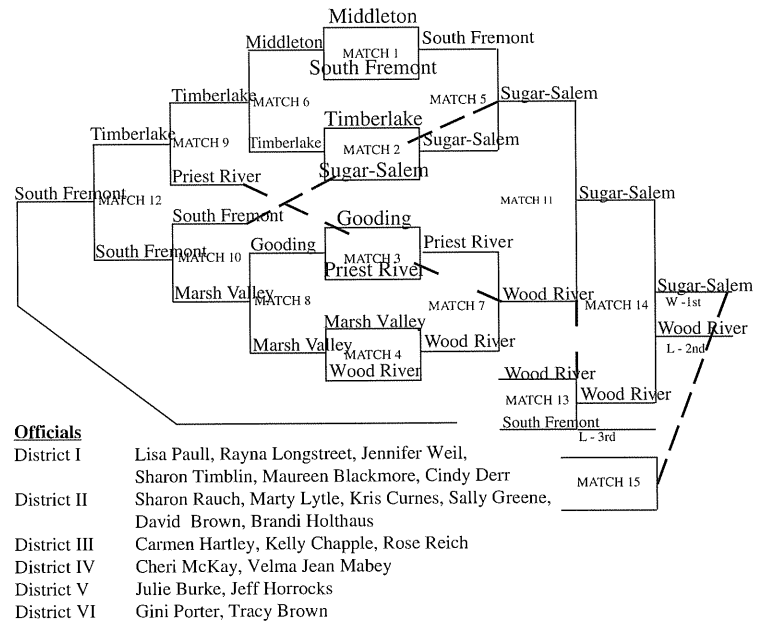 Middleton
Middleton
MATCH 1
South Fremont
South Fremont
Timberlake
MATCH 6
Timberlake
MATCH 5
Sugar-Salem
Timberlake
MATCH 9
Timberlake
MATCH 2
Sugar-Salem
Priest River
Sugar-Salem
South Fremont
MATCH 12
MATCH 11
Sugar-Salem
South Fremont
Gooding
South Fremont
MATCH 10
Gooding
MATCH 3
Priest River
Priest River
Sugar-Salem
W -1st
Marsh Valley
MATCH 8
MATCH 7
Wood River
MATCH 14
Marsh Valley
Wood River
L - 2nd
Marsh Valley
MATCH 4
Wood River
Wood River
Wood River
MATCH 13
Wood River
South Fremont
L - 3rd
MATCH 15
Officials
District I Lisa Paull, Rayna Longstreet, Jennifer Weil,
Sharon Timblin, Maureen Blackmore, Cindy Derr
District II Sharon Rauch, Marty Lytle, Kris Curnes, Sally Greene,
David Brown, Brandi Holthaus
District III Carmen Hartley, Kelly Chapple, Rose Reich
District IV Cheri McKay, Velma Jean Mabey
District V Julie Burke, Jeff Horrocks
District VI Gini Porter, Tracy Brown